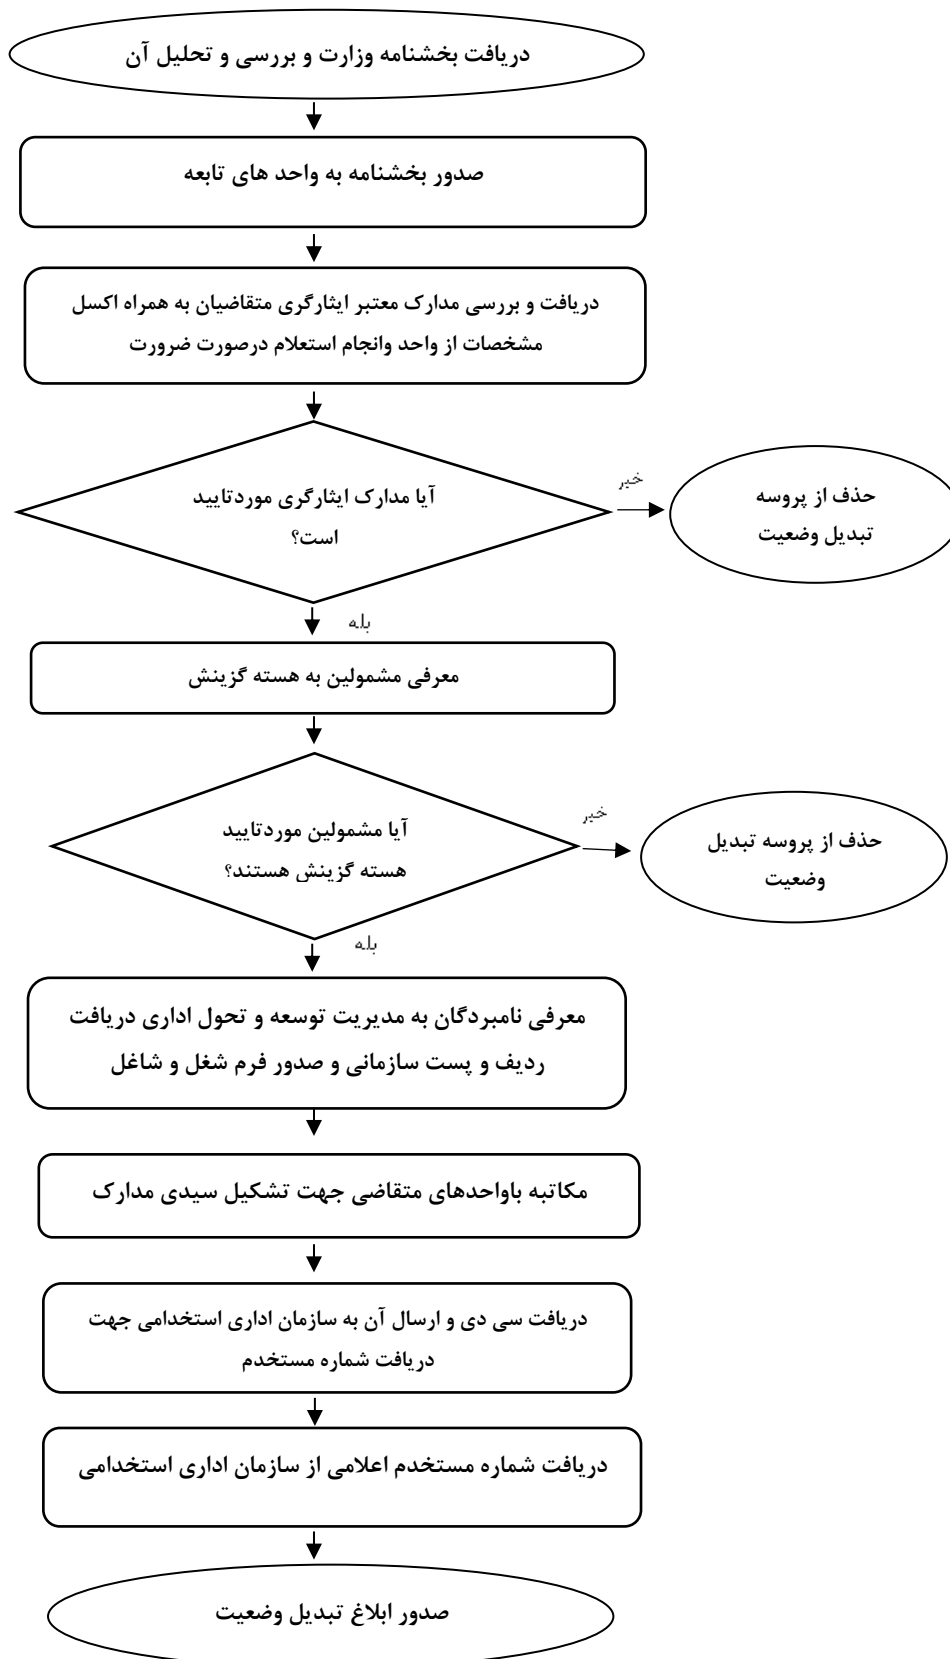 دریافت بخشنامه وزارت و بررسی و تحلیل آن
صدور بخشنامه به واحد های تابعه
دریافت و بررسی مدارک معتبر ایثارگری متقاضیان به همراه اکسل
مشخصات از واحد وانجام استعلام درصورت ضرورت
آیا مدارک ایثارگری موردتایید
است؟
خیر
حذف از پروسه
تبدیل وضعیت
بله
معرفی مشمولین به هسته گزینش
آیا مشمولین موردتایید
هسته گزینش هستند؟
خیر
حذف از پروسه تبدیل
وضعیت
بله
معرفی نامبردگان به مدیریت توسعه و تحول اداری دریافت
ردیف و پست سازمانی و صدور فرم شغل و شاغل
مکاتبه باواحدهای متقاضی جهت تشکیل سیدی مدارک
دریافت سی دی و ارسال آن به سازمان اداری استخدامی جهت
دریافت شماره مستخدم
دریافت شماره مستخدم اعلامی از سازمان اداری استخدامی
صدور ابلاغ تبدیل وضعیت